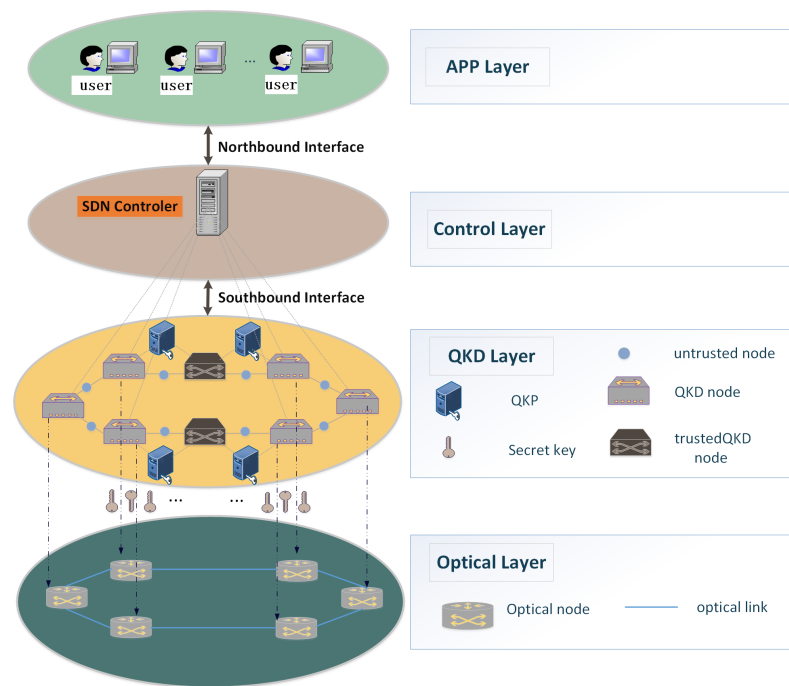 user
user
...
user
APP Layer
Northbound Interface
SDN Controler
Control Layer
Southbound Interface
QKD Layer
untrusted node
QKP
QKD node
Secret key
trustedQKD
node
...
...
Optical Layer
Optical node
optical link